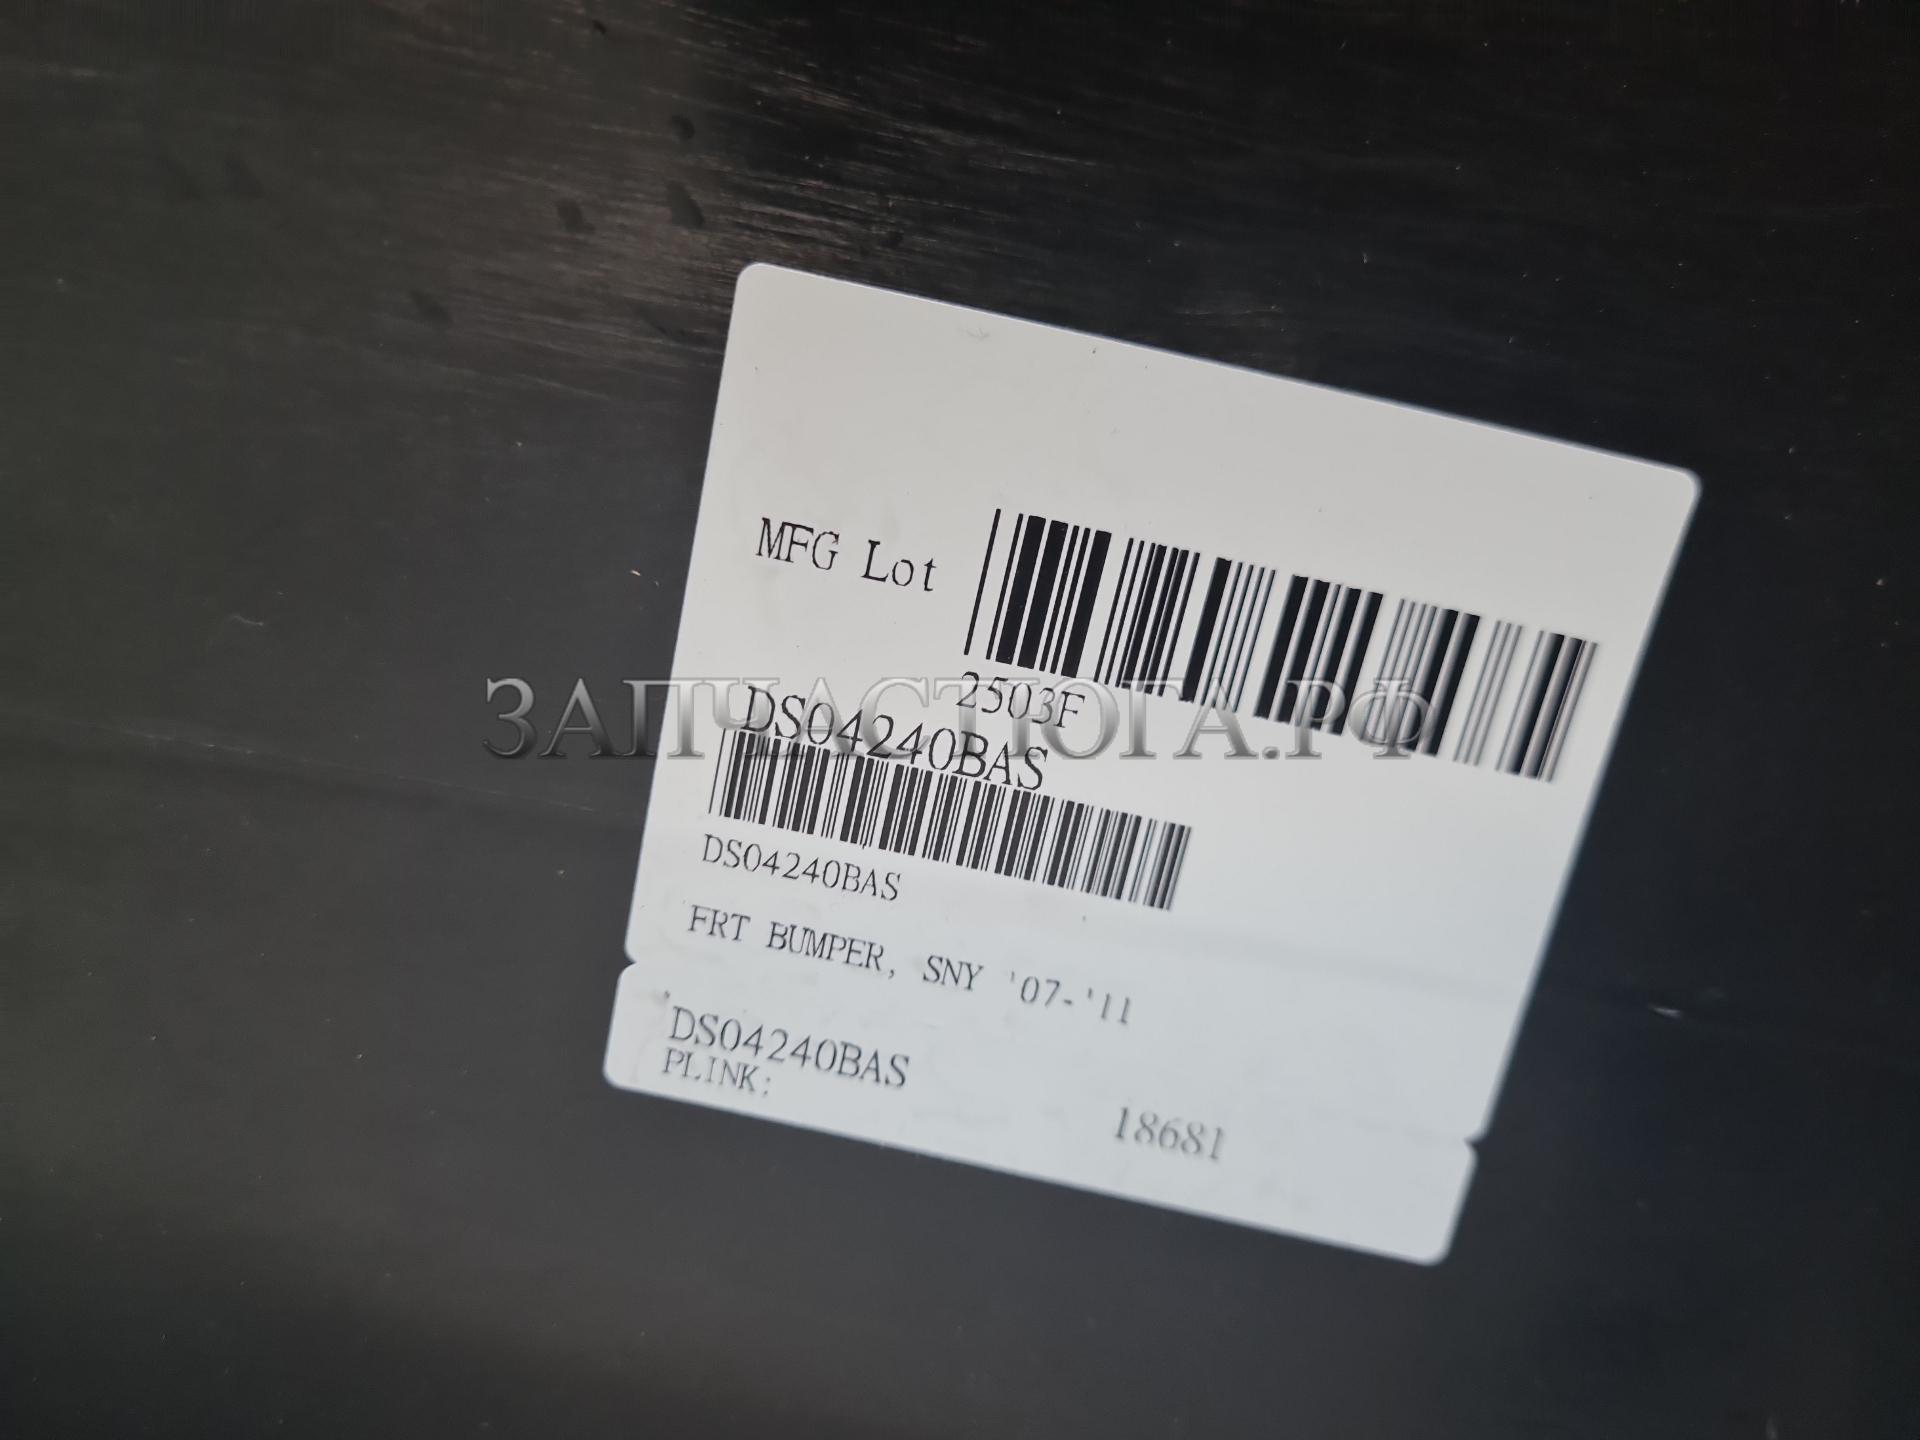 MFG Lot
2503F
ЗАПЧАСТЮГА.РФ
DS04240BAS
DS04240BAS
FRT BUMPER, SNY '07-'11
DS04240BAS
PLINK:
18681